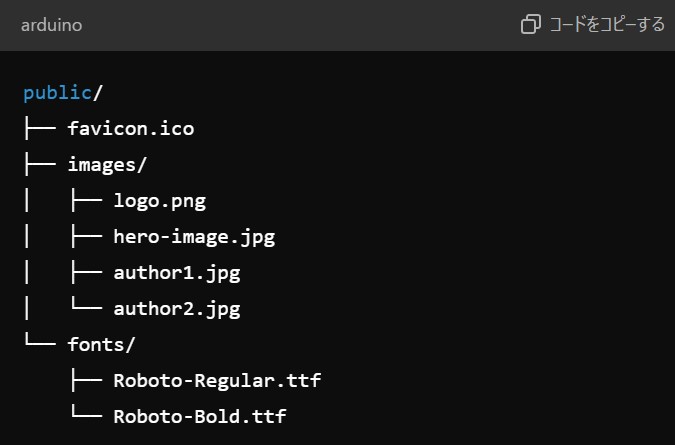 arduino
コードをコピーする
public/
├── favicon.ico
├── images/
│   ├── logo.png
│   ├── hero-image.jpg
│   ├── author1.jpg
│   └── author2.jpg
└── fonts/
    ├── Roboto-Regular.ttf
    └── Roboto-Bold.ttf